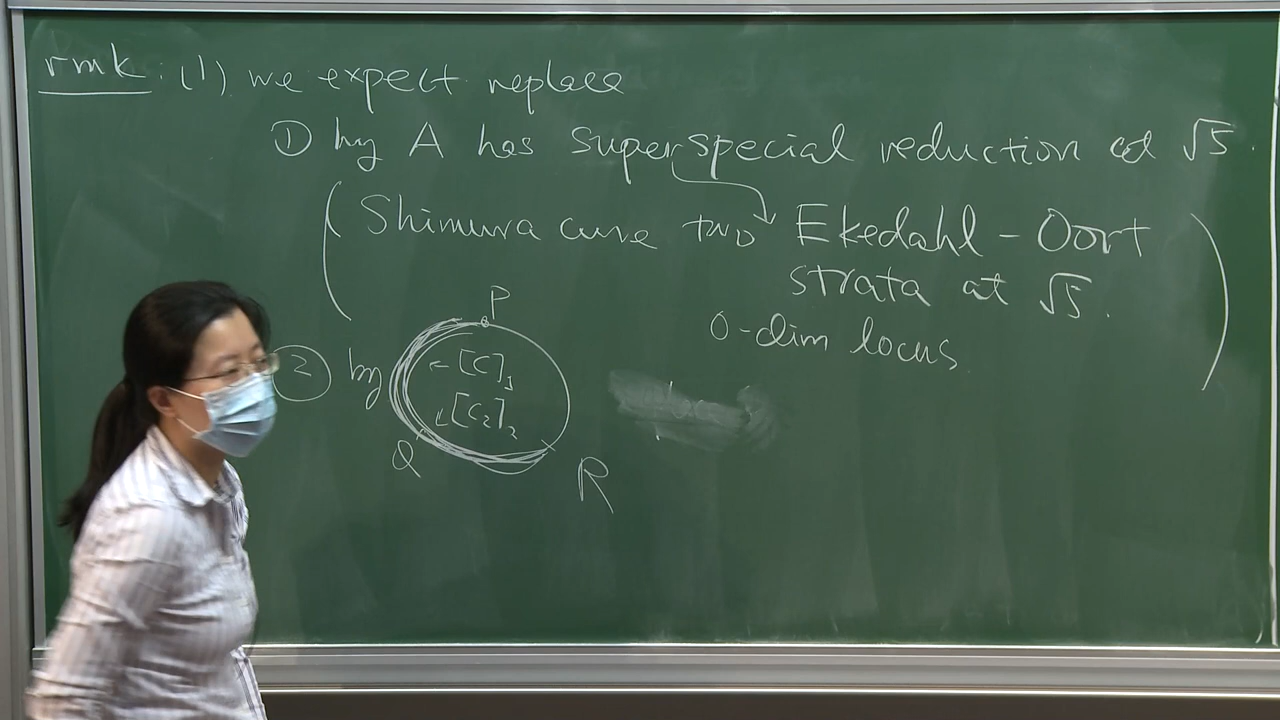 rmk: (1) we expect replace
① by A has superspecial reduction at √5.
(Shimura curve two Ekedahl-Oort
strata at √5.)
0-dim locus
P
② by
[C]₁
[C₂]₂
Q
R